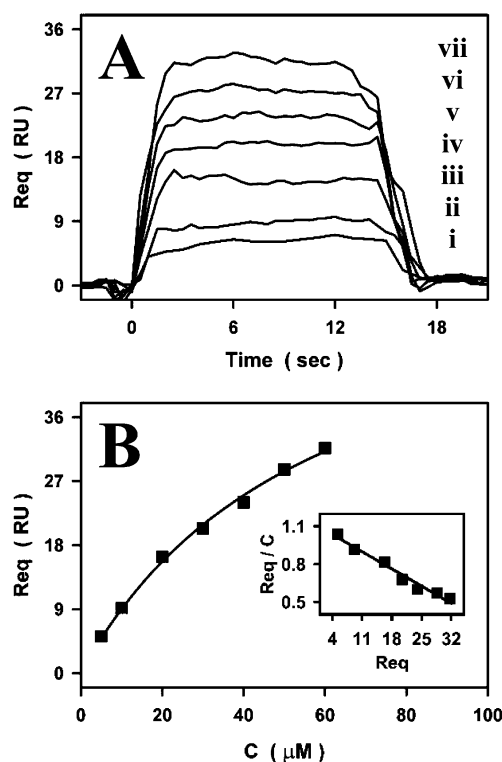 A
36
27
18
9
0
Req ( RU )
vii
vi
v
iv
iii
ii
i
0 6 12 18
Time ( sec )
B
36
27
18
9
0
Req ( RU )
1.1
0.8
0.5
Req / C
4 11 18 25 32
Req
0 20 40 60 80 100
C ( μM )